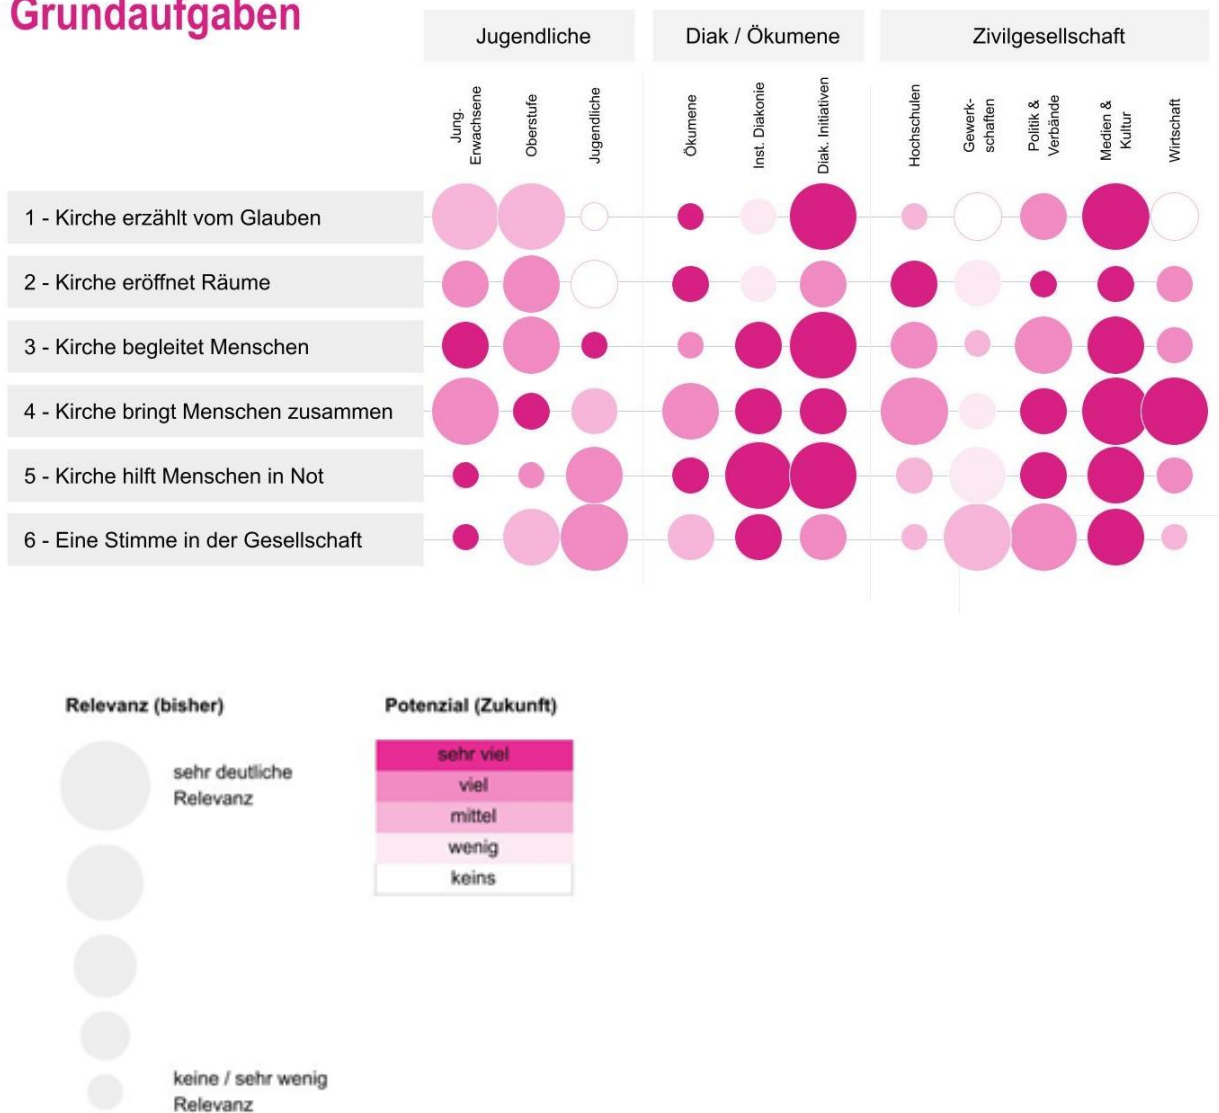 Grundaufgaben
Jugendliche
Diak / Ökumene
Zivilgesellschaft
Jung.
Erwachsene
Oberstufe
Jugendliche
Ökumene
Inst. Diakonie
Diak. Initiativen
Hochschulen
Gewerk-
schaften
Politik &
Verbände
Medien &
Kultur
Wirtschaft
1 - Kirche erzählt vom Glauben
2 - Kirche eröffnet Räume
3 - Kirche begleitet Menschen
4 - Kirche bringt Menschen zusammen
5 - Kirche hilft Menschen in Not
6 - Eine Stimme in der Gesellschaft
Relevanz (bisher)
sehr deutliche
Relevanz
keine / sehr wenig
Relevanz
Potenzial (Zukunft)
sehr viel
viel
mittel
wenig
keins